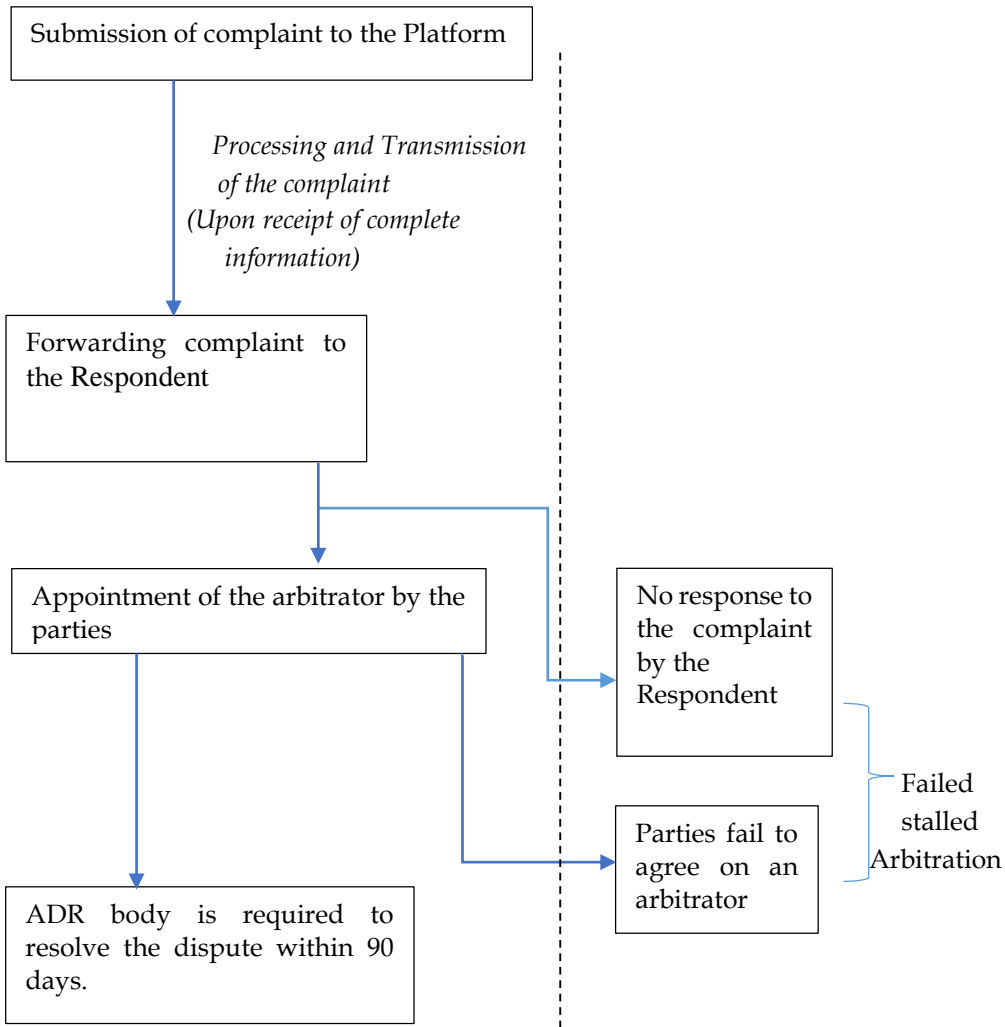 Submission of complaint to the Platform
Processing and Transmission
of the complaint
(Upon receipt of complete
information)
Forwarding complaint to
the Respondent
Appointment of the arbitrator by the
parties
No response to
the complaint
by the
Respondent
Failed
stalled
Arbitration
Parties fail to
agree on an
arbitrator
ADR body is required to
resolve the dispute within 90
days.